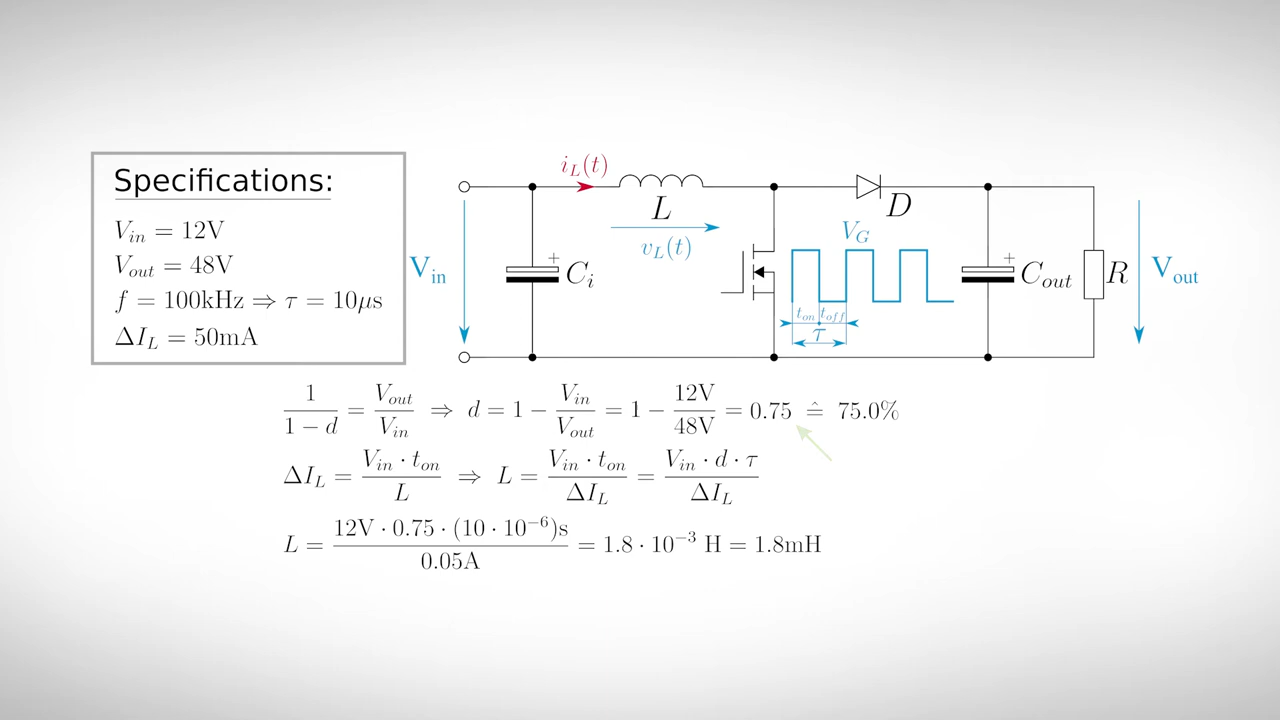 Specifications:
V_in = 12V
V_out = 48V
f = 100kHz ⇒ τ = 10μs
ΔI_L = 50mA
i_L(t)
L
v_L(t)
D
V_G
V_in
+
C_i
t_on t_off
τ
+
C_out
R
V_out
1/(1 − d) = V_out/V_in ⇒ d = 1 − V_in/V_out = 1 − 12V/48V = 0.75 ≙ 75.0%
ΔI_L = (V_in · t_on)/L ⇒ L = (V_in · t_on)/ΔI_L = (V_in · d · τ)/ΔI_L
L = (12V · 0.75 · (10 · 10^−6)s)/0.05A = 1.8 · 10^−3 H = 1.8mH